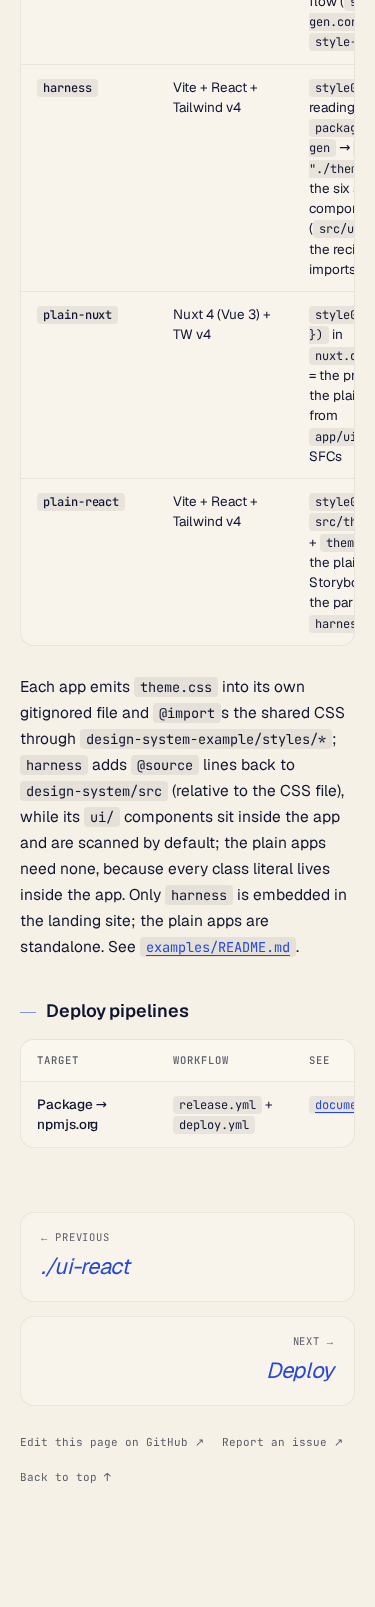 flow (
gen.cor
style-
harness
Vite + React +
Tailwind v4
reading
packag
gen →
"./the
the six
compor
( src/u
the reci
imports
plain-nuxt
Nuxt 4 (Vue 3) +
TW v4
}) in
nuxt.c
= the pr
the plai
from
app/ui
SFCs
plain-react
Vite + React +
Tailwind v4
src/th
+ them
the plai
Storybo
the par
harnes
Each app emits theme.css into its own
gitignored file and @imports the shared CSS
through design-system-example/styles/*;
harness adds @source lines back to
design-system/src (relative to the CSS file),
while its ui/ components sit inside the app
and are scanned by default; the plain apps
need none, because every class literal lives
inside the app. Only harness is embedded in
the landing site; the plain apps are
standalone. See examples/README.md.
— Deploy pipelines
TARGET WORKFLOW SEE
Package →
npmjs.org
release.yml +
deploy.yml
docume
← PREVIOUS
./ui-react
NEXT →
Deploy
Edit this page on GitHub ↗ Report an issue ↗
Back to top ↑